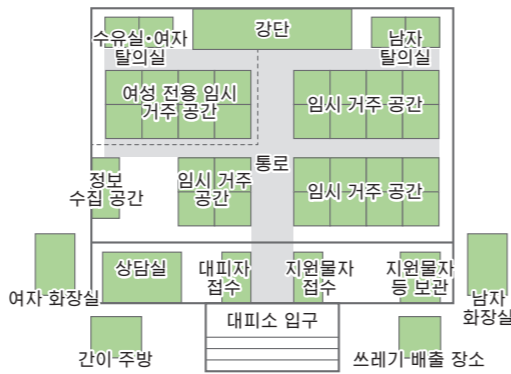 강단
수유실·여자
탈의실
남자
탈의실
여성 전용 임시
거주 공간
임시 거주 공간
통로
정보
수집 공간
임시 거주
공간
임시 거주 공간
상담실
대피자
접수
지원물자
접수
지원물자
등 보관
여자 화장실
남자
화장실
대피소 입구
간이 주방
쓰레기 배출 장소